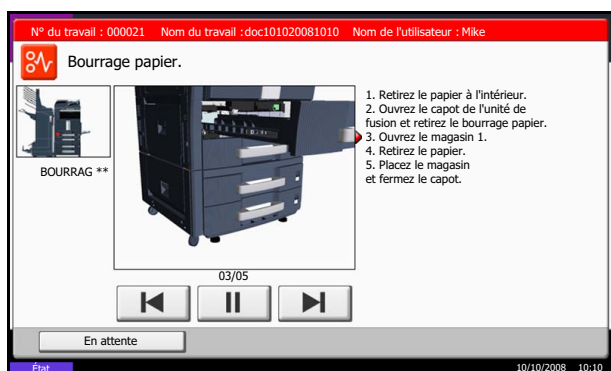 N° du travail : 000021 Nom du travail :doc101020081010 Nom de l'utilisateur : Mike
Bourrage papier.
BOURRAG **
03/05
1. Retirez le papier à l'intérieur.
2. Ouvrez le capot de l'unité de
fusion et retirez le bourrage papier.
3. Ouvrez le magasin 1.
4. Retirez le papier.
5. Placez le magasin
et fermez le capot.
En attente
État 10/10/2008 10:10